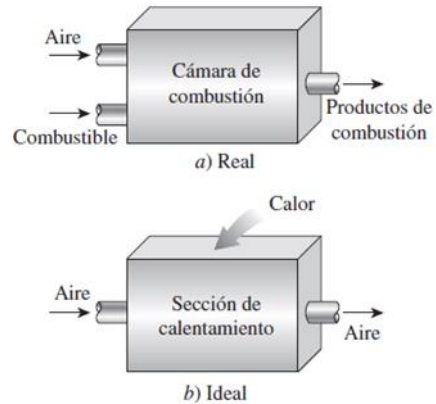 Aire
Cámara de
combustión
Combustible
Productos de
combustión
a) Real
Calor
Aire
Sección de
calentamiento
Aire
b) Ideal